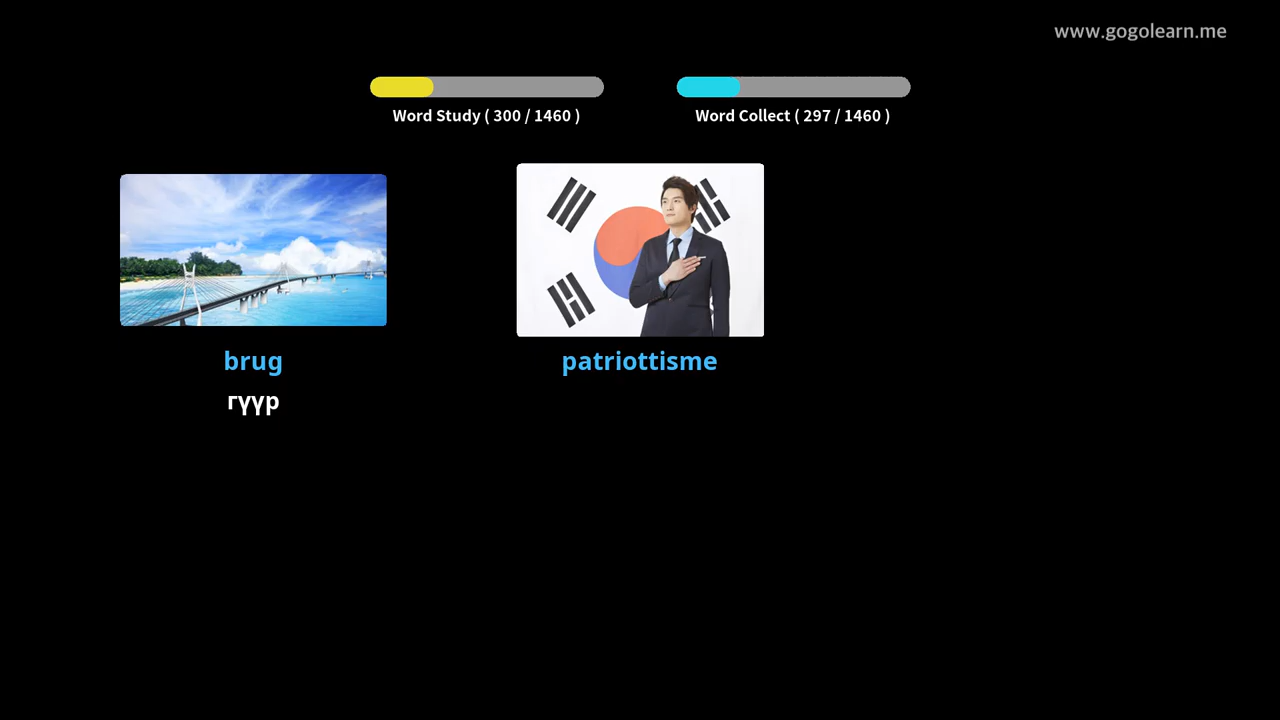 www.gogolearn.me
Word Study ( 300 / 1460 )
Word Collect ( 297 / 1460 )
brug
patriottisme
гүүр